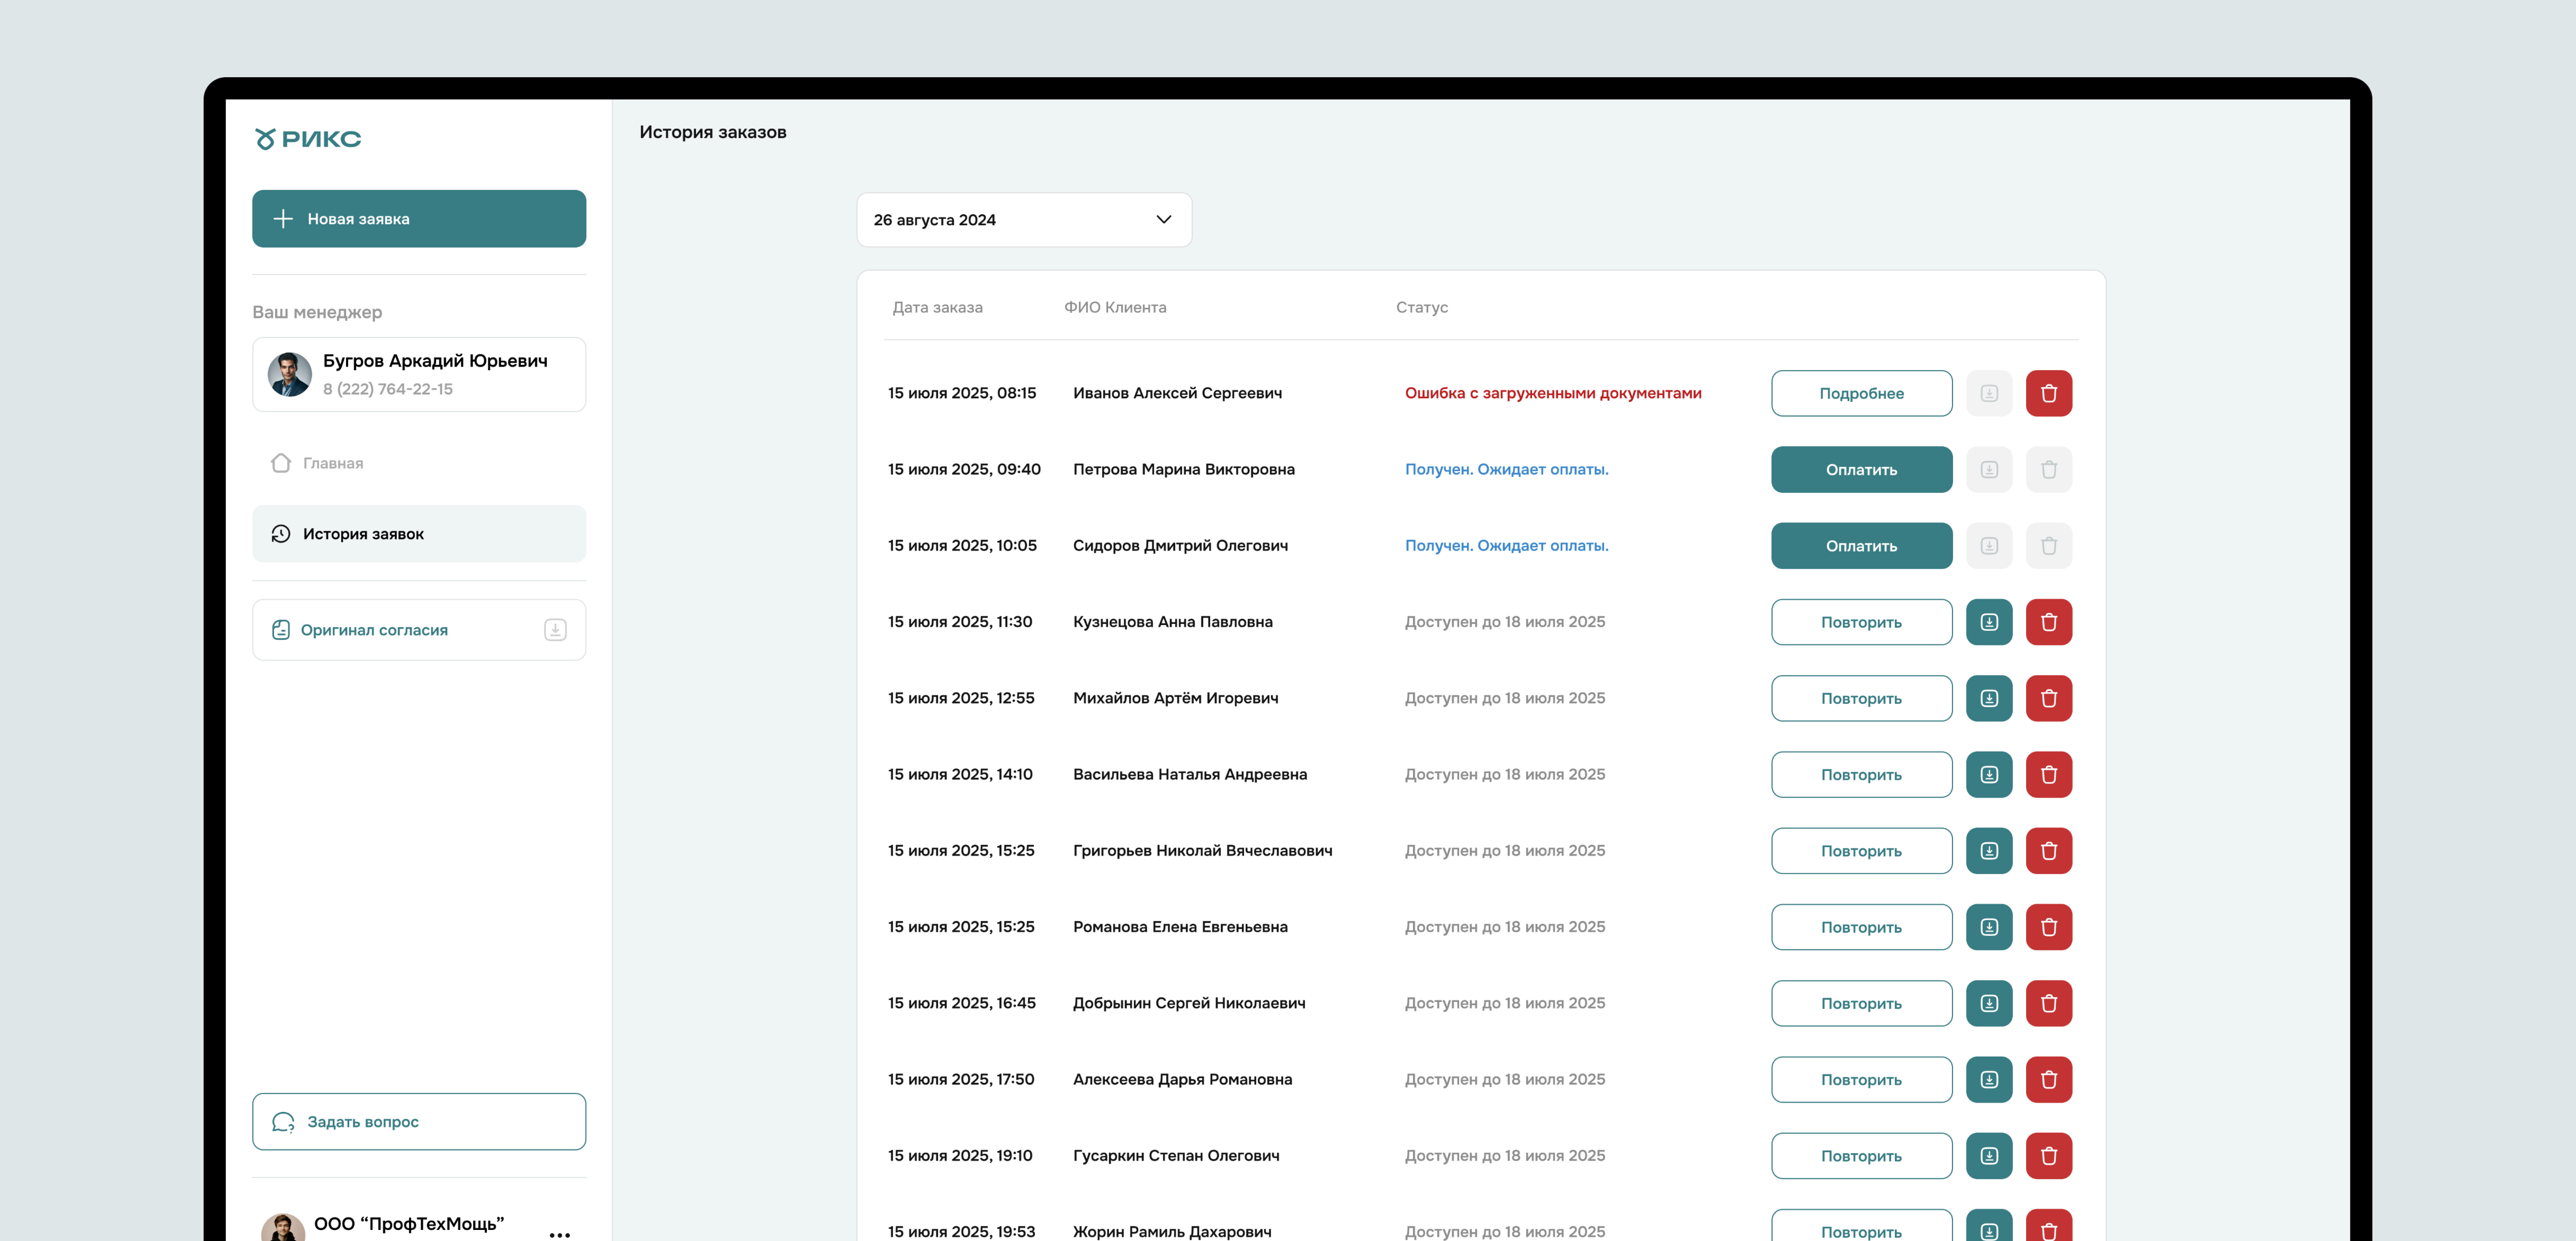 РИКС
Новая заявка
Ваш менеджер
Бугров Аркадий Юрьевич
8 (222) 764-22-15
Главная
История заявок
Оригинал согласия
Задать вопрос
ООО “ПрофТехМощь”
История заказов
26 августа 2024
Дата заказа ФИО Клиента Статус
15 июля 2025, 08:15 Иванов Алексей Сергеевич Ошибка с загруженными документами Подробнее
15 июля 2025, 09:40 Петрова Марина Викторовна Получен. Ожидает оплаты. Оплатить
15 июля 2025, 10:05 Сидоров Дмитрий Олегович Получен. Ожидает оплаты. Оплатить
15 июля 2025, 11:30 Кузнецова Анна Павловна Доступен до 18 июля 2025 Повторить
15 июля 2025, 12:55 Михайлов Артём Игоревич Доступен до 18 июля 2025 Повторить
15 июля 2025, 14:10 Васильева Наталья Андреевна Доступен до 18 июля 2025 Повторить
15 июля 2025, 15:25 Григорьев Николай Вячеславович Доступен до 18 июля 2025 Повторить
15 июля 2025, 15:25 Романова Елена Евгеньевна Доступен до 18 июля 2025 Повторить
15 июля 2025, 16:45 Добрынин Сергей Николаевич Доступен до 18 июля 2025 Повторить
15 июля 2025, 17:50 Алексеева Дарья Романовна Доступен до 18 июля 2025 Повторить
15 июля 2025, 19:10 Гусаркин Степан Олегович Доступен до 18 июля 2025 Повторить
15 июля 2025, 19:53 Жорин Рамиль Дахарович Доступен до 18 июля 2025 Повторить